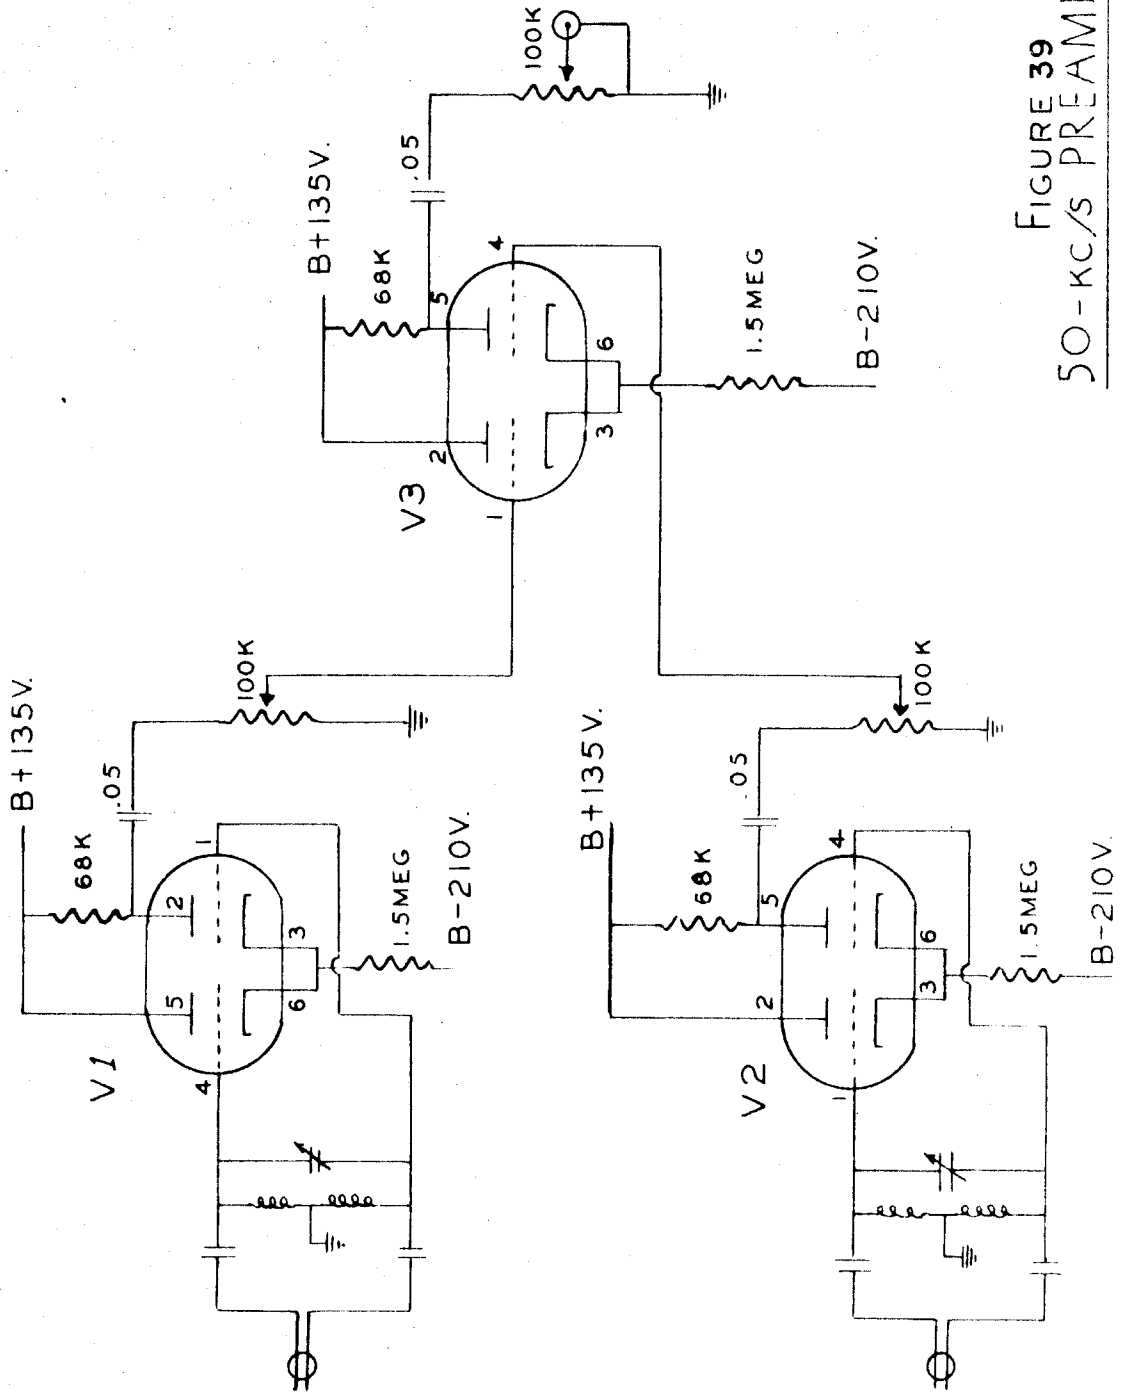 V1
B+135V.
68K
.05
100K
5
2
4
1
6
3
1.5MEG
B-210V.
V2
B+135V.
68K
.05
100K
2
5
1
4
3
6
1.5MEG
B-210V.
V3
B+135V.
68K
.05
100K
2
5
1
4
3
6
1.5MEG
B-210V.
FIGURE 39
50-KC/S PREAM